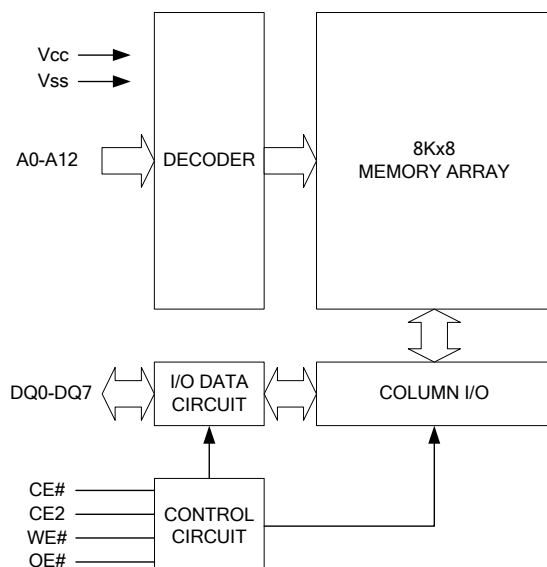 Vcc
Vss
A0-A12
DECODER
8Kx8
MEMORY ARRAY
DQ0-DQ7
I/O DATA
CIRCUIT
COLUMN I/O
CE#
CE2
WE#
OE#
CONTROL
CIRCUIT